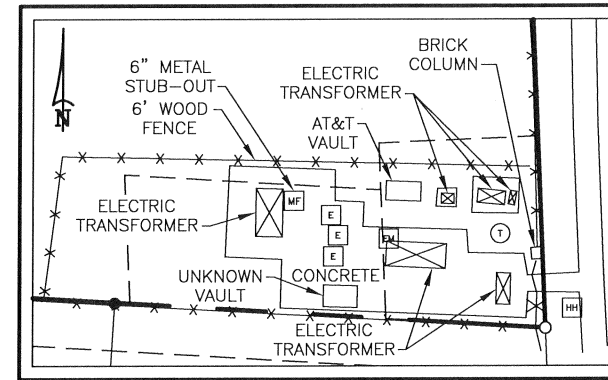 BRICK
COLUMN
6" METAL
STUB-OUT
ELECTRIC
TRANSFORMER
6' WOOD
FENCE
AT&T
VAULT
N
MF
ELECTRIC
TRANSFORMER
E
E
E
EM
T
UNKNOWN
VAULT
CONCRETE
HH
ELECTRIC
TRANSFORMER